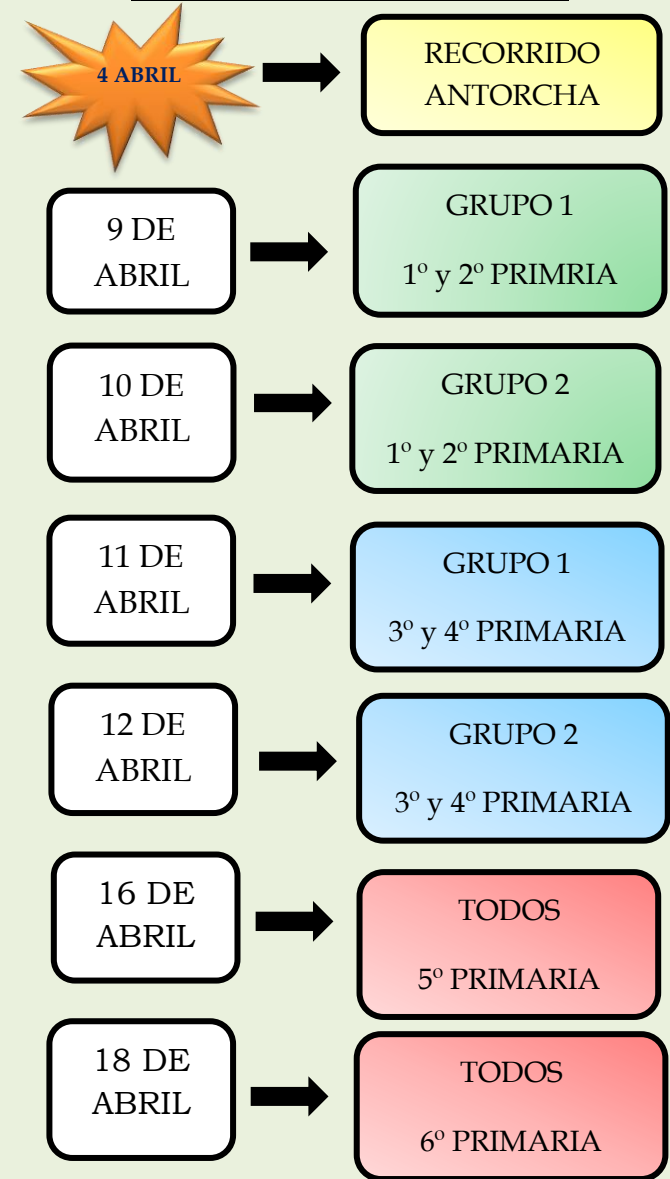 4 ABRIL
RECORRIDO
ANTORCHA
9 DE
ABRIL
GRUPO 1
1º y 2º PRIMRIA
10 DE
ABRIL
GRUPO 2
1º y 2º PRIMARIA
11 DE
ABRIL
GRUPO 1
3º y 4º PRIMARIA
12 DE
ABRIL
GRUPO 2
3º y 4º PRIMARIA
16 DE
ABRIL
TODOS
5º PRIMARIA
18 DE
ABRIL
TODOS
6º PRIMARIA